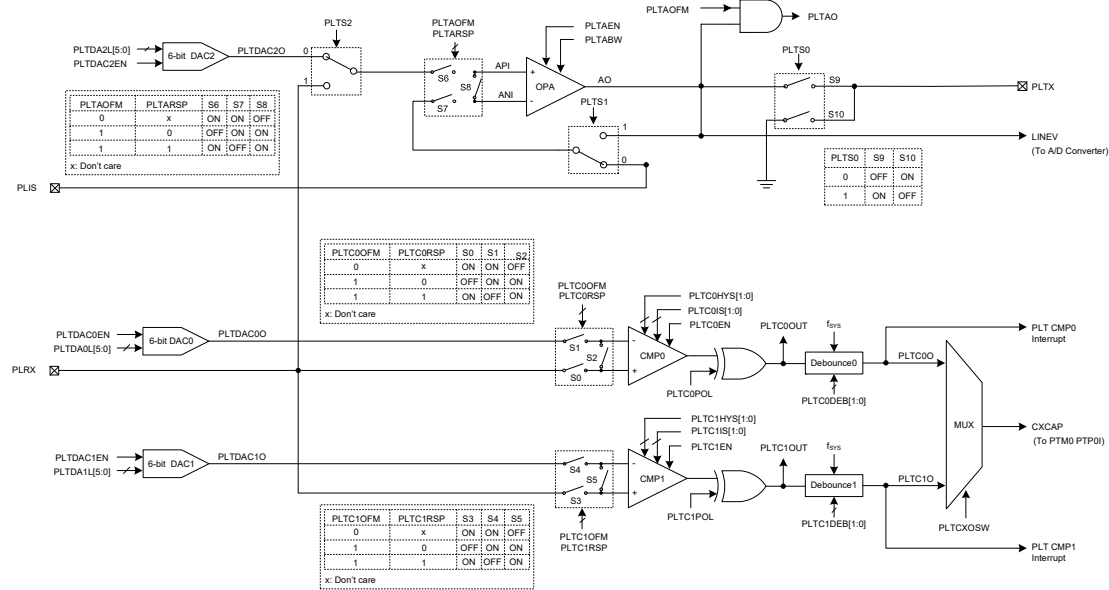 PLTAOFM
PLTAO
PLTS2
PLTAOFM
PLTARSP
PLTAEN
PLTABW
PLTDA2L[5:0]
PLTDAC2EN
6-bit DAC2
PLTDAC2O
0
1
S6
S7
S8
API
ANI
+
-
OPA
AO
PLTS0
S9
S10
PLTX
PLTS1
1
0
LINEV
(To A/D Converter)
PLTAOFM PLTARSP S6 S7 S8
0 x ON ON OFF
1 0 OFF ON ON
1 1 ON OFF ON
x: Don't care
PLTS0 S9 S10
0 OFF ON
1 ON OFF
PLIS
PLTC0OFM PLTC0RSP S0 S1 S2
0 x ON ON OFF
1 0 OFF ON ON
1 1 ON OFF ON
x: Don't care
PLTC0OFM
PLTC0RSP
PLTC0HYS[1:0]
PLTC0IS[1:0]
PLTC0EN
PLTDAC0EN
PLTDA0L[5:0]
6-bit DAC0
PLTDAC0O
S1
S2
S0
-
+
CMP0
PLTC0POL
PLTC0OUT
fSYS
Debounce0
PLTC0DEB[1:0]
PLTC0O
PLT CMP0
Interrupt
PLRX
MUX
CXCAP
(To PTM0 PTP0I)
PLTCXOSW
PLTC1HYS[1:0]
PLTC1IS[1:0]
PLTC1EN
PLTDAC1EN
PLTDA1L[5:0]
6-bit DAC1
PLTDAC1O
S4
S5
S3
-
+
CMP1
PLTC1POL
PLTC1OUT
fSYS
Debounce1
PLTC1DEB[1:0]
PLTC1O
PLTC1OFM
PLTC1RSP
PLTC1OFM PLTC1RSP S3 S4 S5
0 x ON ON OFF
1 0 OFF ON ON
1 1 ON OFF ON
x: Don't care
PLT CMP1
Interrupt